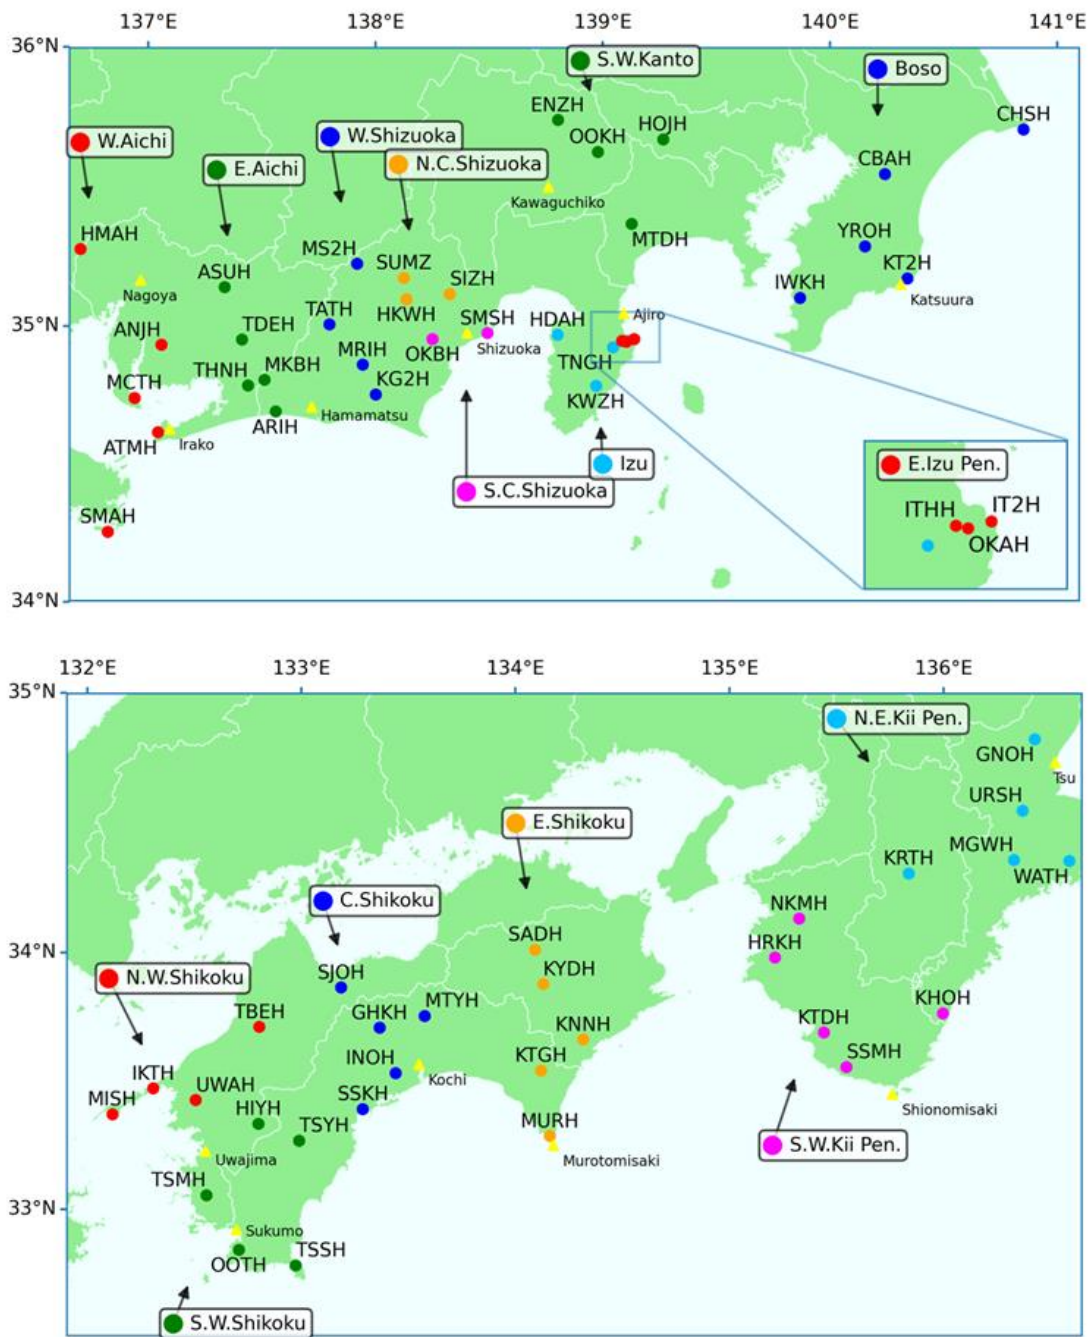 137°E 138°E 139°E 140°E 141°E
36°N
S.W.Kanto
Boso
ENZH
CHSH
W.Aichi
W.Shizuoka
OOKH
HOJH
E.Aichi
N.C.Shizuoka
CBAH
Kawaguchiko
HMAH
MTDH
YROH
MS2H
SUMZ
ASUH
SIZH
KT2H
IWKH
Nagoya
Katsuura
TATH
HKWH
SMSH
HDAH
Ajiro
35°N
ANJH
TDEH
MRIH
OKBH
Shizuoka
THNH
MKBH
TNGH
MCTH
KG2H
KWZH
Hamamatsu
ARIH
ATMH
Irako
Izu
E.Izu Pen.
S.C.Shizuoka
SMAH
ITHH
IT2H
OKAH
34°N
132°E 133°E 134°E 135°E 136°E
35°N
N.E.Kii Pen.
GNOH
Tsu
URSH
E.Shikoku
MGWH
KRTH
WATH
C.Shikoku
NKMH
SADH
HRKH
34°N
N.W.Shikoku
SJOH
KYDH
MTYH
KHOH
TBEH
GHKH
KTDH
KNNH
SSMH
INOH
KTGH
IKTH
Kochi
UWAH
SSKH
MISH
HIYH
Shionomisaki
TSYH
MURH
S.W.Kii Pen.
Uwajima
Murotomisaki
TSMH
33°N
Sukumo
TSSH
OOTH
S.W.Shikoku